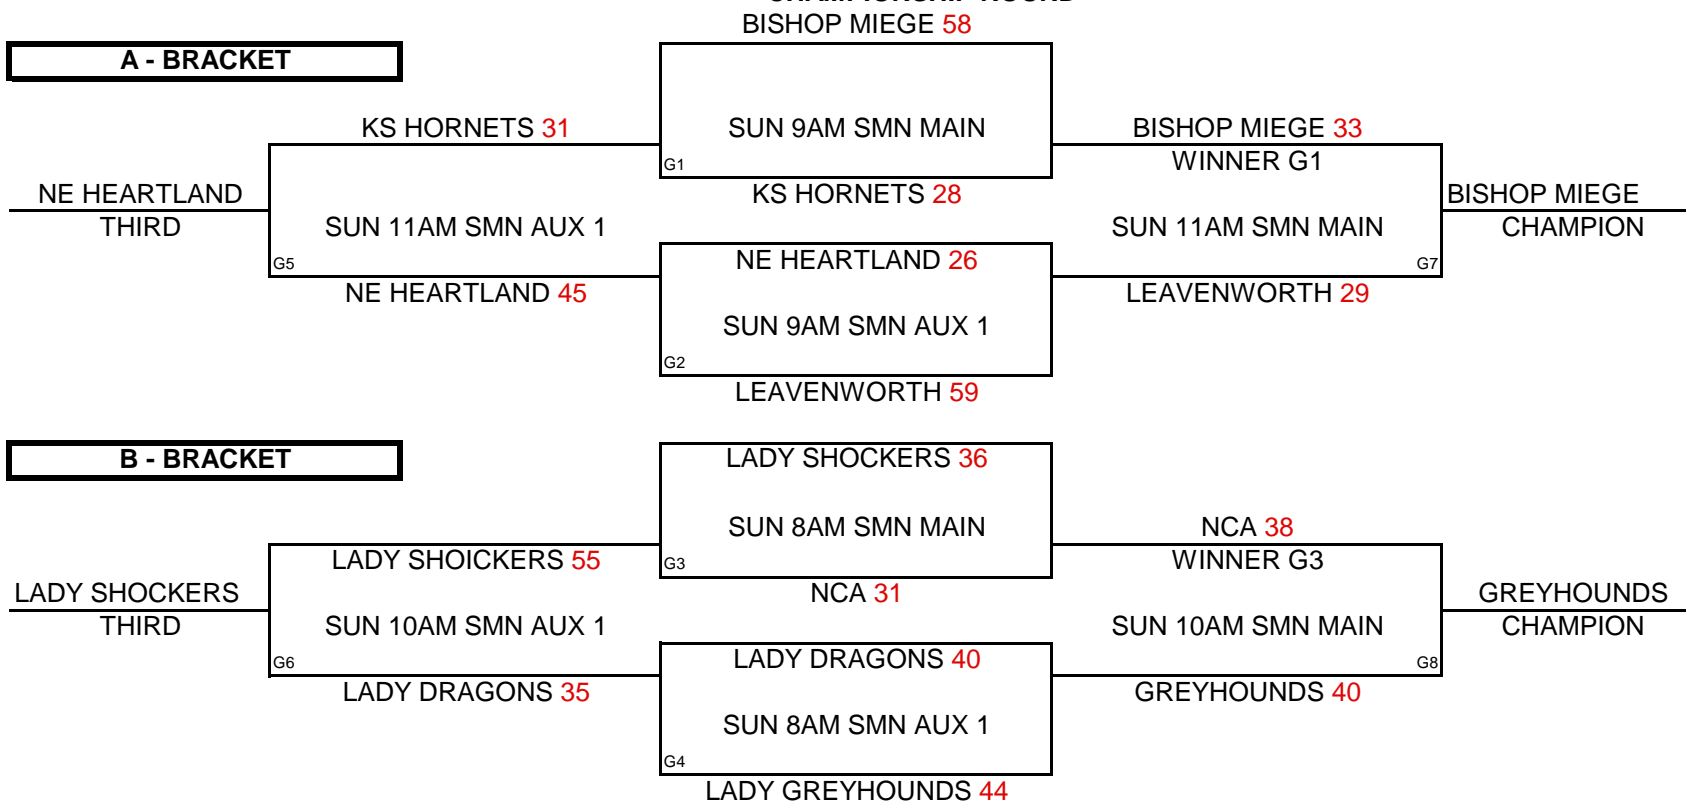 CHAMPIONSHIP ROUND
BISHOP MIEGE 58
A - BRACKET
KS HORNETS 31
SUN 9AM SMN MAIN
BISHOP MIEGE 33
G1
WINNER G1
NE HEARTLAND
KS HORNETS 28
BISHOP MIEGE
THIRD
SUN 11AM SMN AUX 1
SUN 11AM SMN MAIN
CHAMPION
G5
NE HEARTLAND 26
G7
NE HEARTLAND 45
LEAVENWORTH 29
SUN 9AM SMN AUX 1
G2
LEAVENWORTH 59
B - BRACKET
LADY SHOCKERS 36
SUN 8AM SMN MAIN
NCA 38
LADY SHOICKERS 55
G3
WINNER G3
LADY SHOCKERS
NCA 31
GREYHOUNDS
THIRD
SUN 10AM SMN AUX 1
SUN 10AM SMN MAIN
CHAMPION
G6
LADY DRAGONS 40
G8
LADY DRAGONS 35
GREYHOUNDS 40
SUN 8AM SMN AUX 1
G4
LADY GREYHOUNDS 44